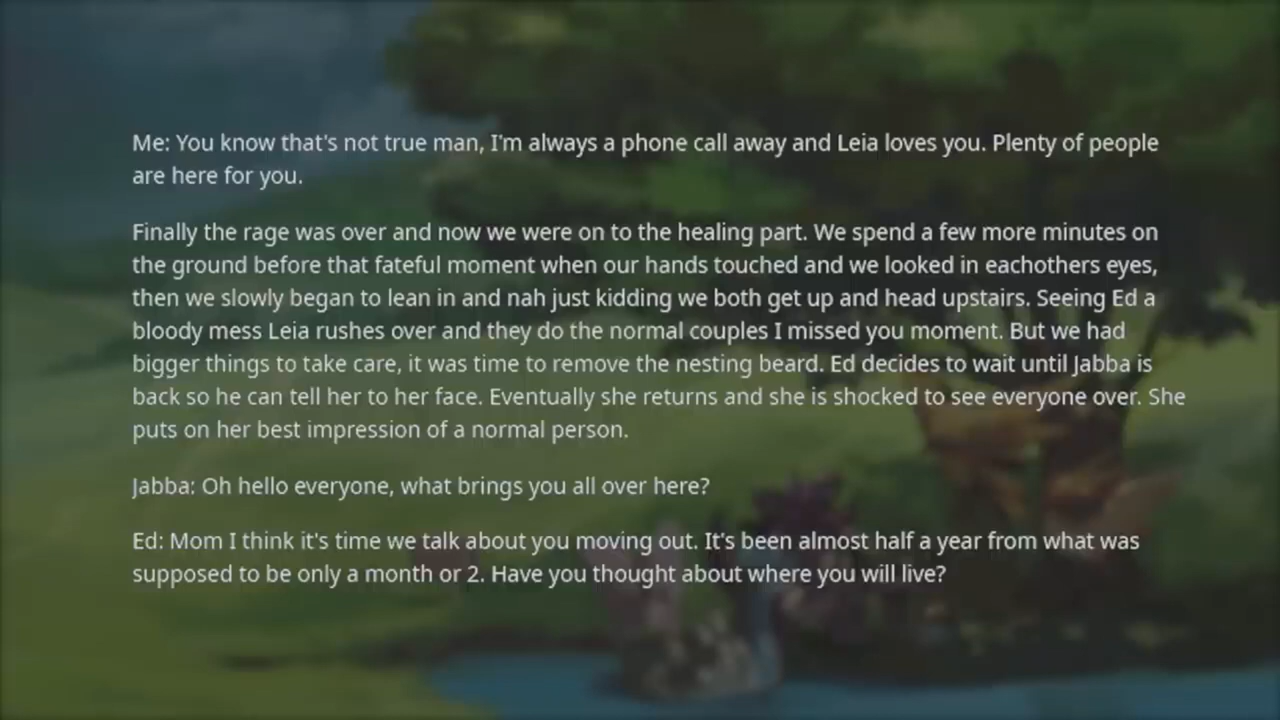 Me: You know that's not true man, I'm always a phone call away and Leia loves you. Plenty of people
are here for you.
Finally the rage was over and now we were on to the healing part. We spend a few more minutes on
the ground before that fateful moment when our hands touched and we looked in eachothers eyes,
then we slowly began to lean in and nah just kidding we both get up and head upstairs. Seeing Ed a
bloody mess Leia rushes over and they do the normal couples I missed you moment. But we had
bigger things to take care, it was time to remove the nesting beard. Ed decides to wait until Jabba is
back so he can tell her to her face. Eventually she returns and she is shocked to see everyone over. She
puts on her best impression of a normal person.
Jabba: Oh hello everyone, what brings you all over here?
Ed: Mom I think it's time we talk about you moving out. It's been almost half a year from what was
supposed to be only a month or 2. Have you thought about where you will live?